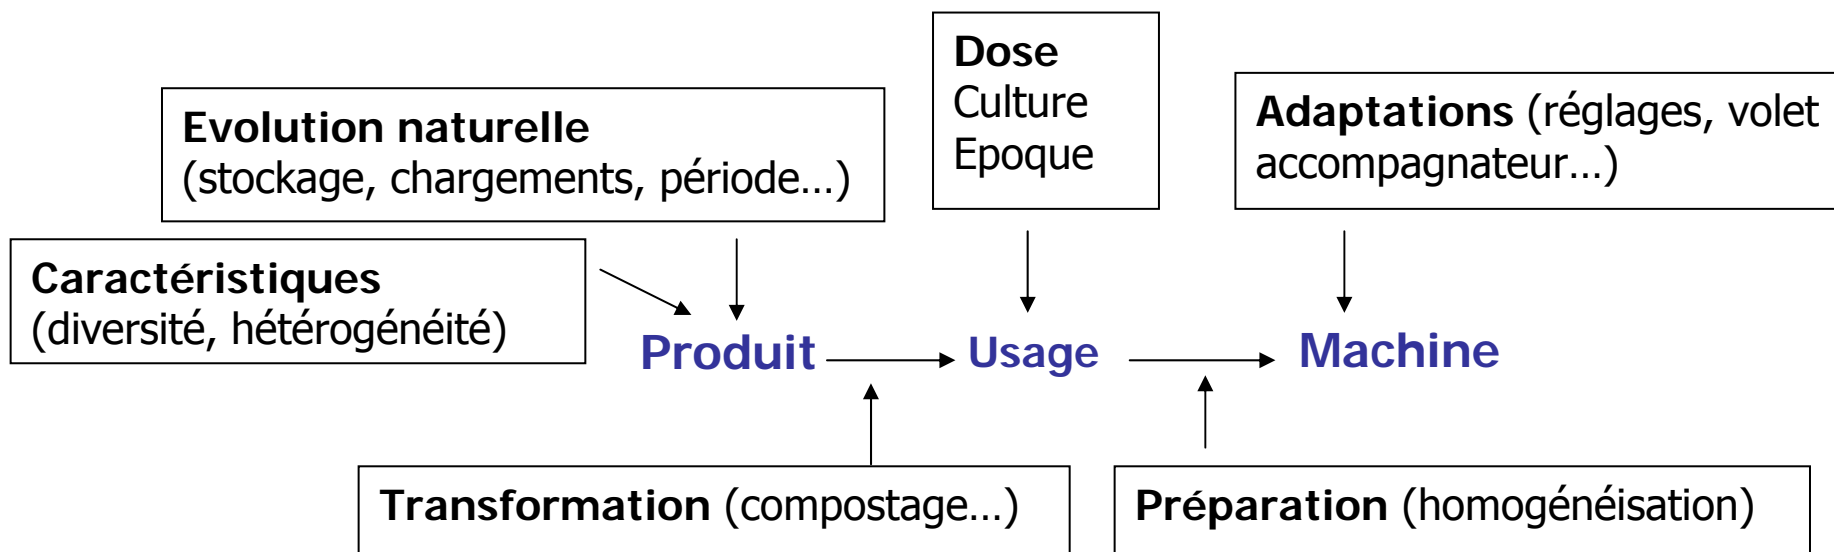 Dose
Culture
Epoque
Evolution naturelle
(stockage, chargements, période…)
Adaptations (réglages, volet
accompagnateur…)
Caractéristiques
(diversité, hétérogénéité)
Produit
Usage
Machine
Transformation (compostage…)
Préparation (homogénéisation)